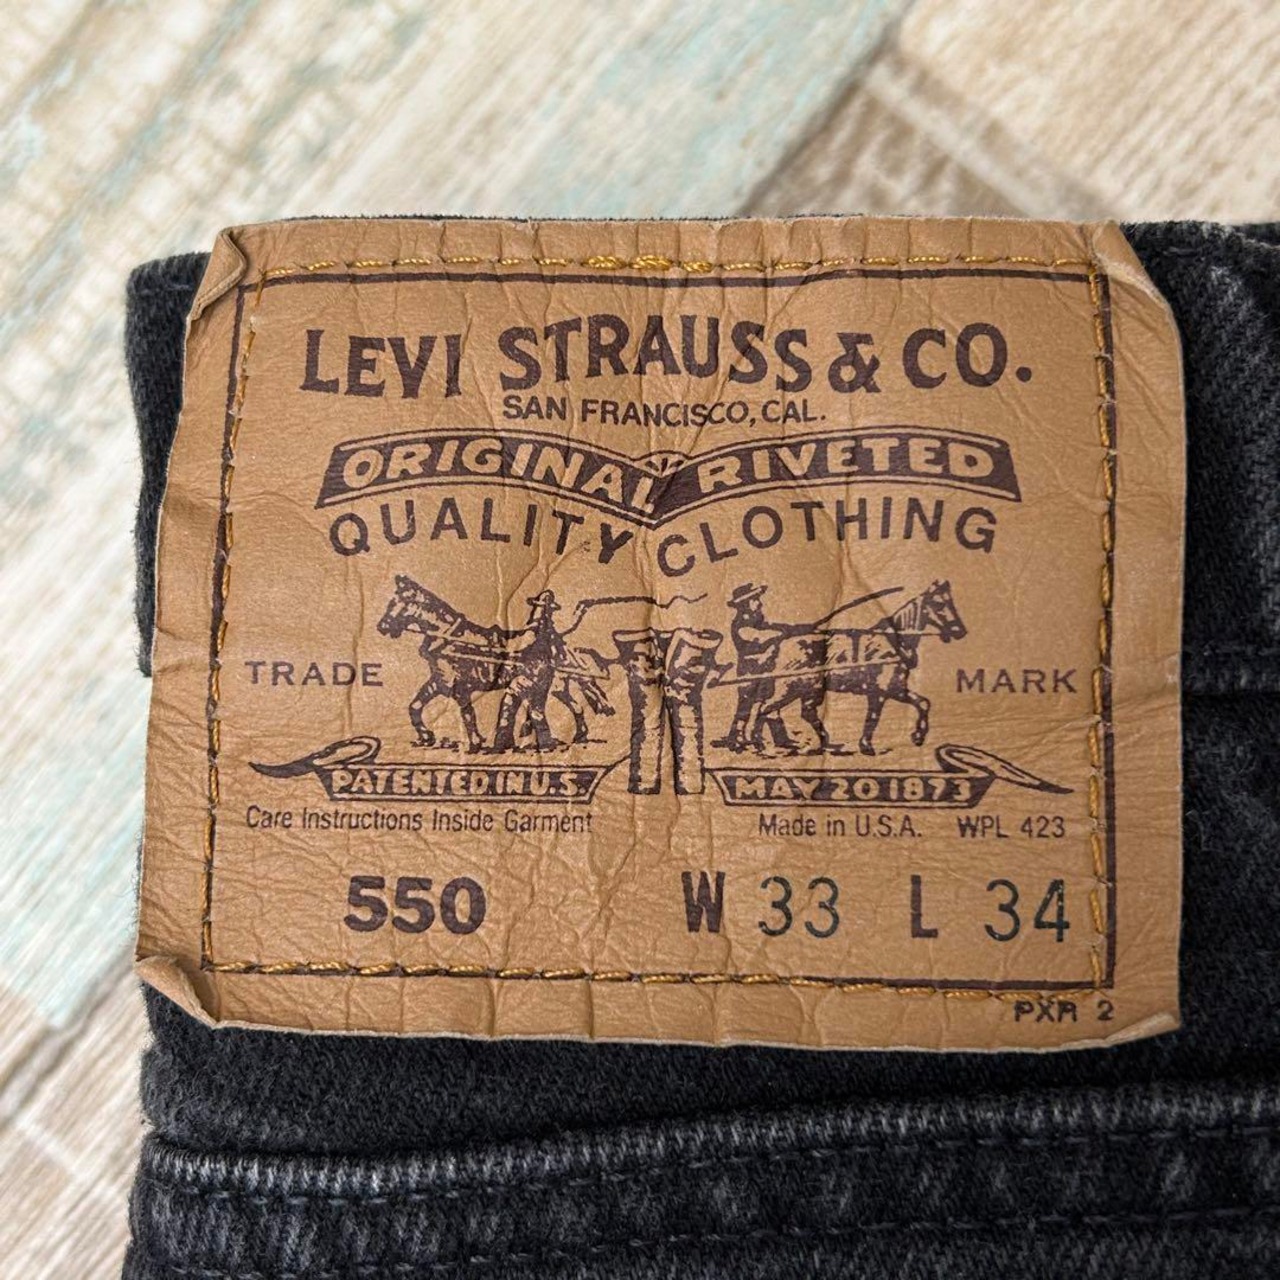 LEVI STRAUSS & CO.
SAN FRANCISCO, CAL.
ORIGINAL RIVETED
QUALITY CLOTHING
TRADE MARK
PATENTED IN U.S. MAY 20 1873
Care Instructions Inside Garment Made in U.S.A. WPL 423
550 W 33 L 34
PXR 2